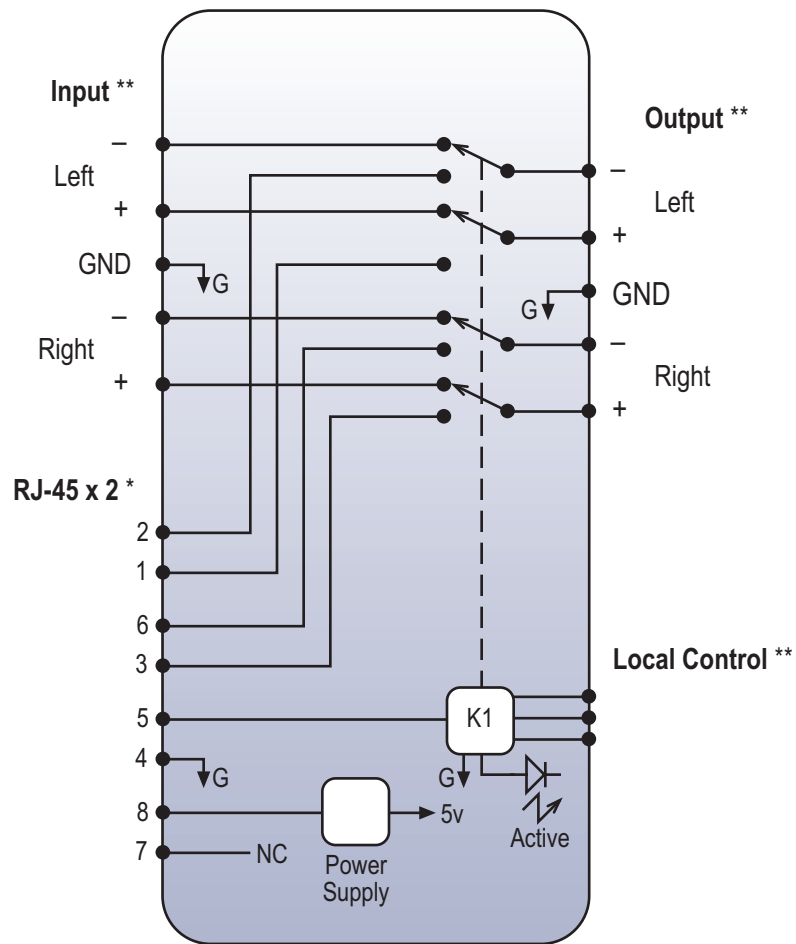 Input **
–
Left
+
GND
G
–
Right
+
Output **
–
Left
+
G
GND
–
Right
+
RJ-45 x 2 *
2
1
6
3
5
4
G
8
7
NC
Power
Supply
5v
K1
G
Active
Local Control **